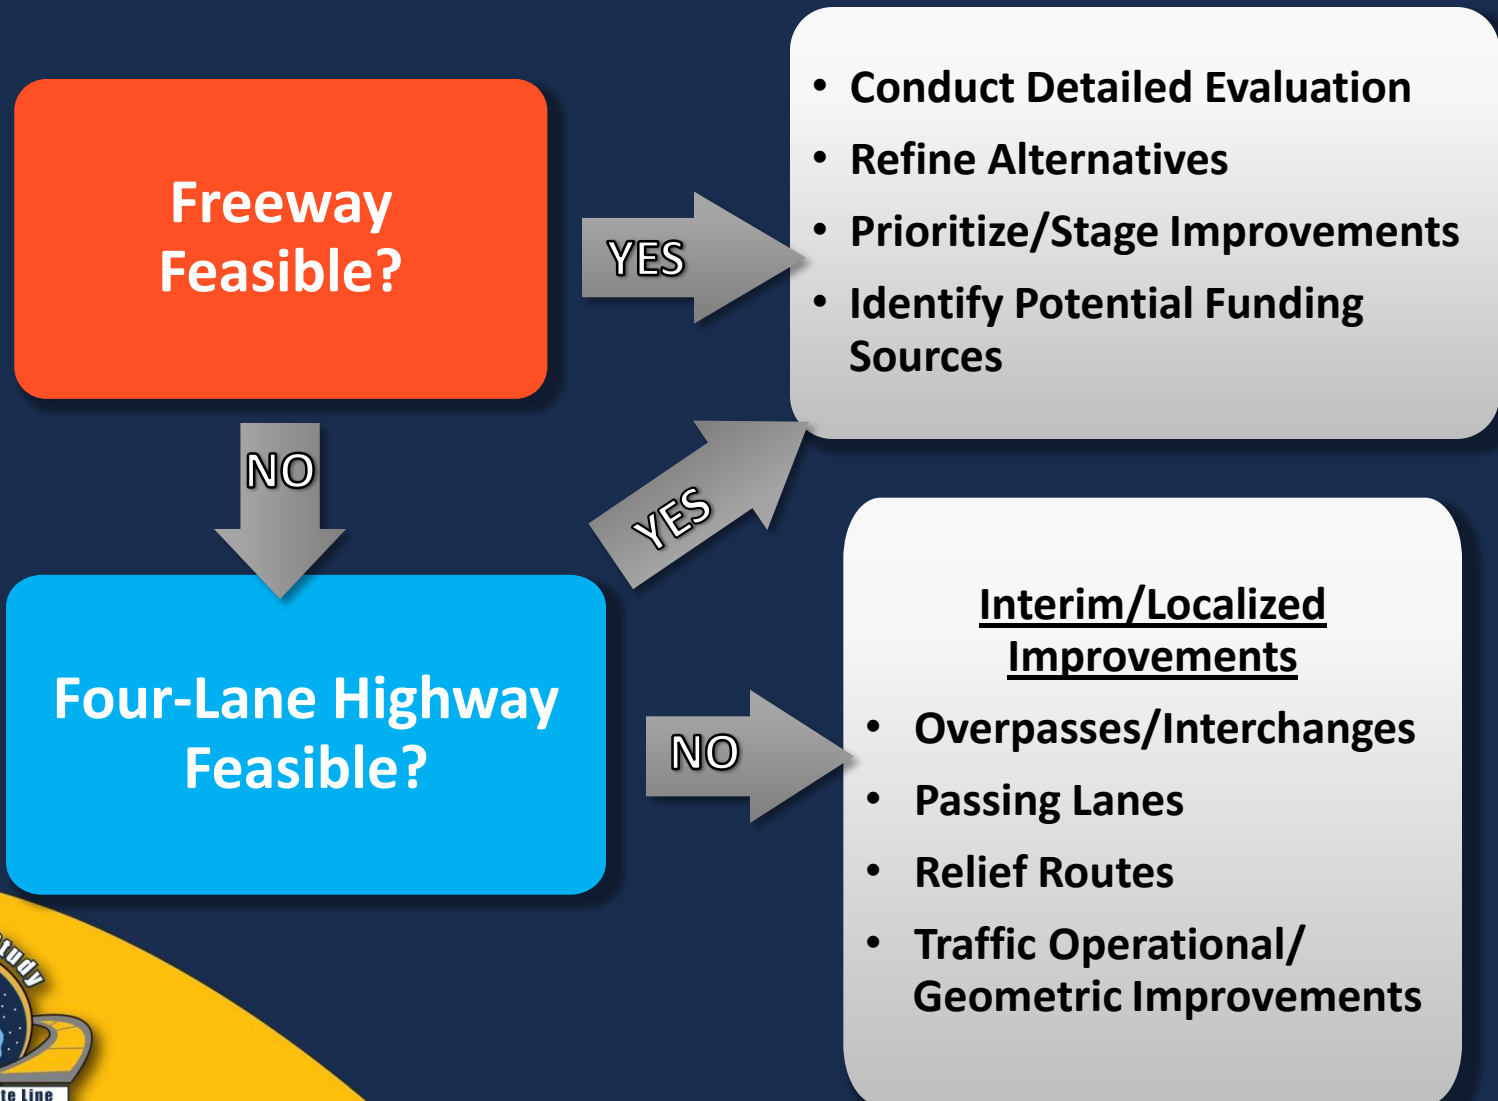 Freeway
Feasible?
YES
• Conduct Detailed Evaluation
• Refine Alternatives
• Prioritize/Stage Improvements
• Identify Potential Funding
Sources
NO
YES
Four-Lane Highway
Feasible?
NO
Interim/Localized
Improvements
• Overpasses/Interchanges
• Passing Lanes
• Relief Routes
• Traffic Operational/
Geometric Improvements
Line